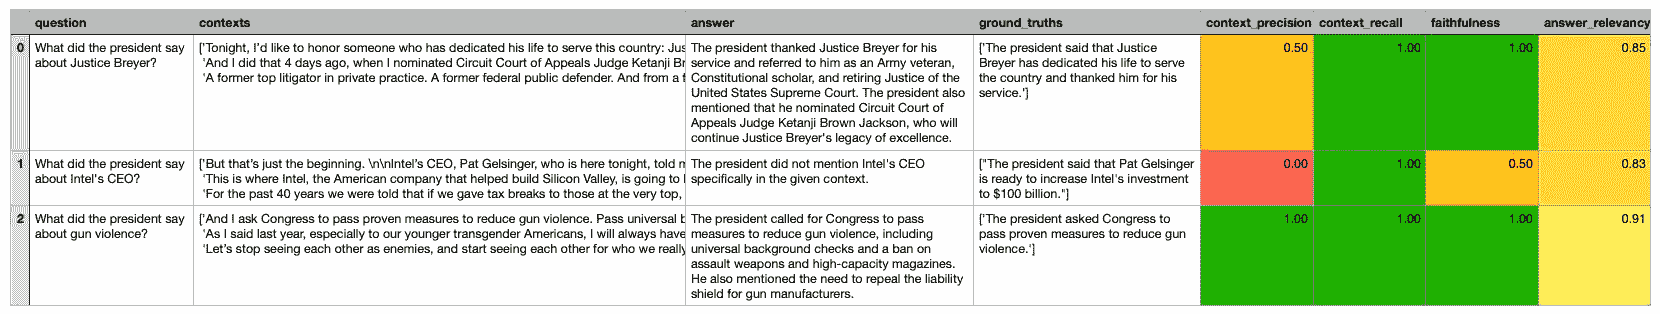 question contexts answer ground_truths context_precision context_recall faithfulness answer_relevancy
0 What did the president say ['Tonight, I'd like to honor someone who has dedicated his life to serve this country: Jus The president thanked Justice Breyer for his ['The president said that Justice 0.50 1.00 1.00 0.85
about Justice Breyer? 'And I did that 4 days ago, when I nominated Circuit Court of Appeals Judge Ketanji Br service and referred to him as an Army veteran, Breyer has dedicated his life to serve
'A former top litigator in private practice. A former federal public defender. And from a f Constitutional scholar, and retiring Justice of the the country and thanked him for his
United States Supreme Court. The president also service.']
mentioned that he nominated Circuit Court of
Appeals Judge Ketanji Brown Jackson, who will
continue Justice Breyer's legacy of excellence.
1 What did the president say ['But that's just the beginning. \n\nIntel's CEO, Pat Gelsinger, who is here tonight, told m The president did not mention Intel's CEO ["The president said that Pat Gelsinger 0.00 1.00 0.50 0.83
about Intel's CEO? 'This is where Intel, the American company that helped build Silicon Valley, is going to specifically in the given context. is ready to increase Intel's investment
'For the past 40 years we were told that if we gave tax breaks to those at the very top, to $100 billion."]
2 What did the president say ['And I ask Congress to pass proven measures to reduce gun violence. Pass universal b The president called for Congress to pass ['The president asked Congress to 1.00 1.00 1.00 0.91
about gun violence? 'As I said last year, especially to our younger transgender Americans, I will always have measures to reduce gun violence, including pass proven measures to reduce gun
'Let's stop seeing each other as enemies, and start seeing each other for who we really universal background checks and a ban on violence.']
assault weapons and high-capacity magazines.
He also mentioned the need to repeal the liability
shield for gun manufacturers.